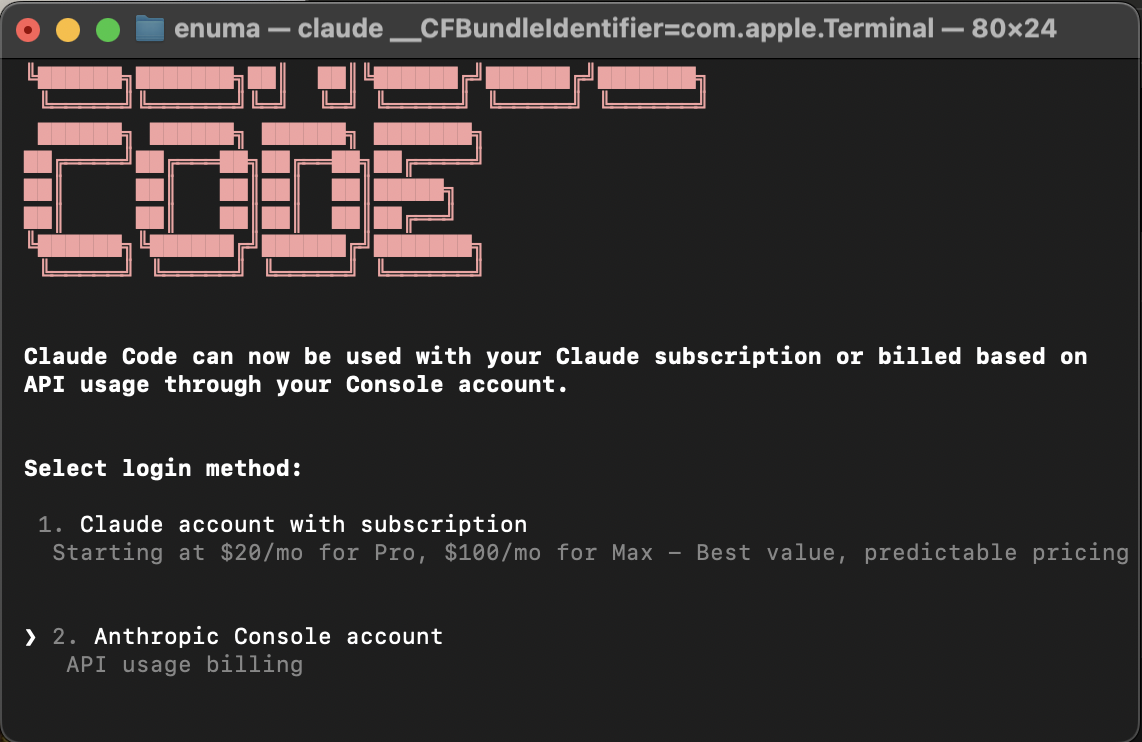 enuma — claude __CFBundleIdentifier=com.apple.Terminal — 80×24
CODE
Claude Code can now be used with your Claude subscription or billed based on
API usage through your Console account.
Select login method:
1. Claude account with subscription
Starting at $20/mo for Pro, $100/mo for Max - Best value, predictable pricing
❯ 2. Anthropic Console account
API usage billing